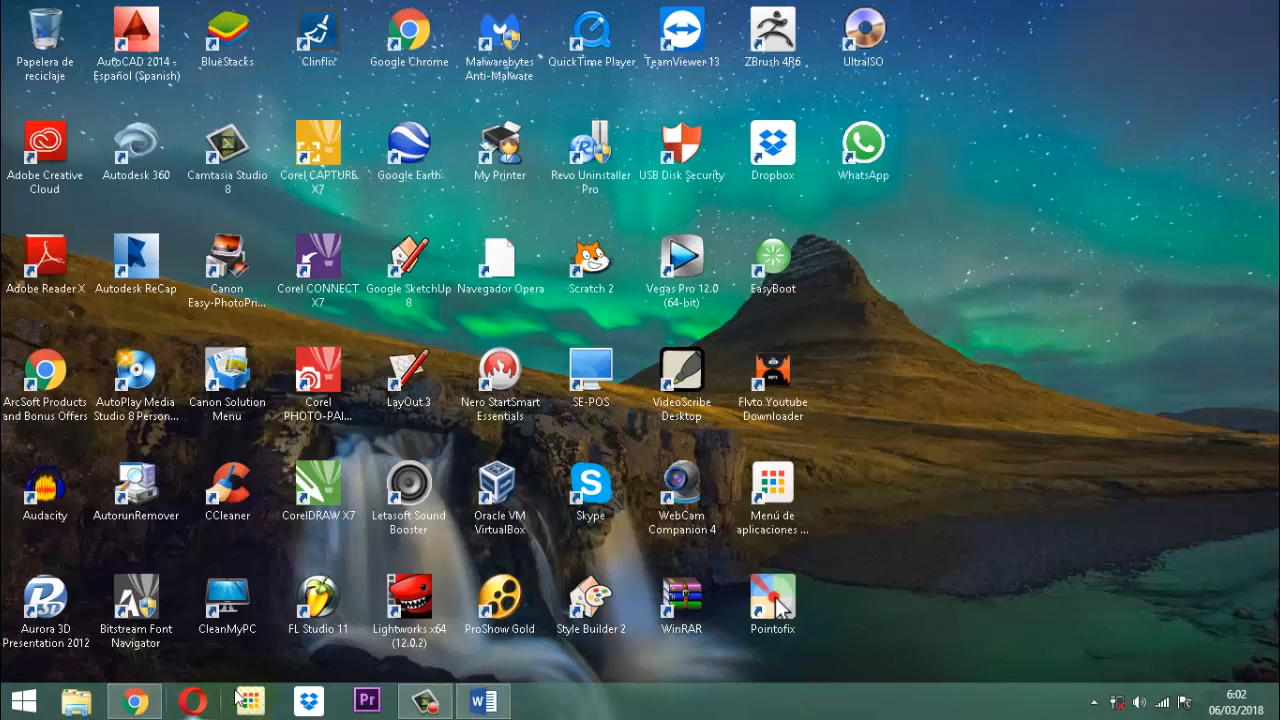 Papelera de
reciclaje
AutoCAD 2014 -
Español (Spanish)
BlueStacks
Clinflix
Google Chrome
Malwarebytes
Anti-Malware
QuickTime Player
TeamViewer 13
ZBrush 4R6
UltraISO
Adobe Creative
Cloud
Autodesk 360
Camtasia Studio
8
Corel CAPTURE
X7
Google Earth
My Printer
Revo Uninstaller
Pro
USB Disk Security
Dropbox
WhatsApp
Adobe Reader X
Autodesk ReCap
Canon
Easy-PhotoPri...
Corel CONNECT
X7
Google SketchUp
8
Navegador Opera
Scratch 2
Vegas Pro 12.0
(64-bit)
EasyBoot
ArcSoft Products
and Bonus Offers
AutoPlay Media
Studio 8 Person...
Canon Solution
Menu
Corel
PHOTO-PAI...
LayOut 3
Nero StartSmart
Essentials
SE-POS
VideoScribe
Desktop
Flvto Youtube
Downloader
Audacity
AutorunRemover
CCleaner
CorelDRAW X7
Letasoft Sound
Booster
Oracle VM
VirtualBox
Skype
WebCam
Companion 4
Menú de
aplicaciones ...
Aurora 3D
Presentation 2012
Bitstream Font
Navigator
CleanMyPC
FL Studio 11
Lightworks x64
(12.0.2)
ProShow Gold
Style Builder 2
WinRAR
Pointofix
Pr
W
6:02
06/03/2018